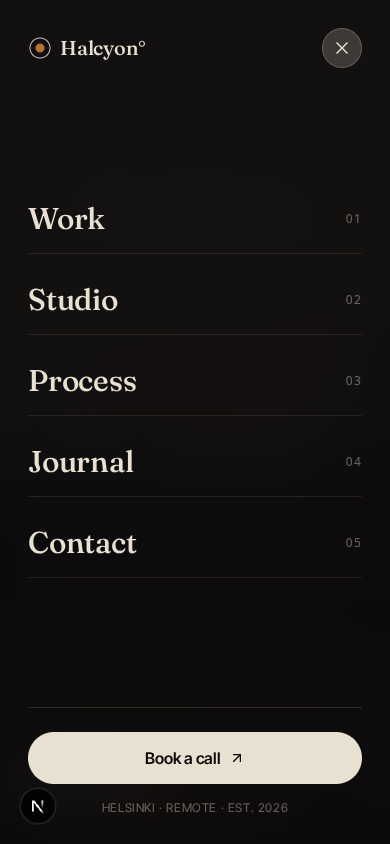 Halcyon°
Work 01
Studio 02
Process 03
Journal 04
Contact 05
Book a call
N
HELSINKI · REMOTE · EST. 2026